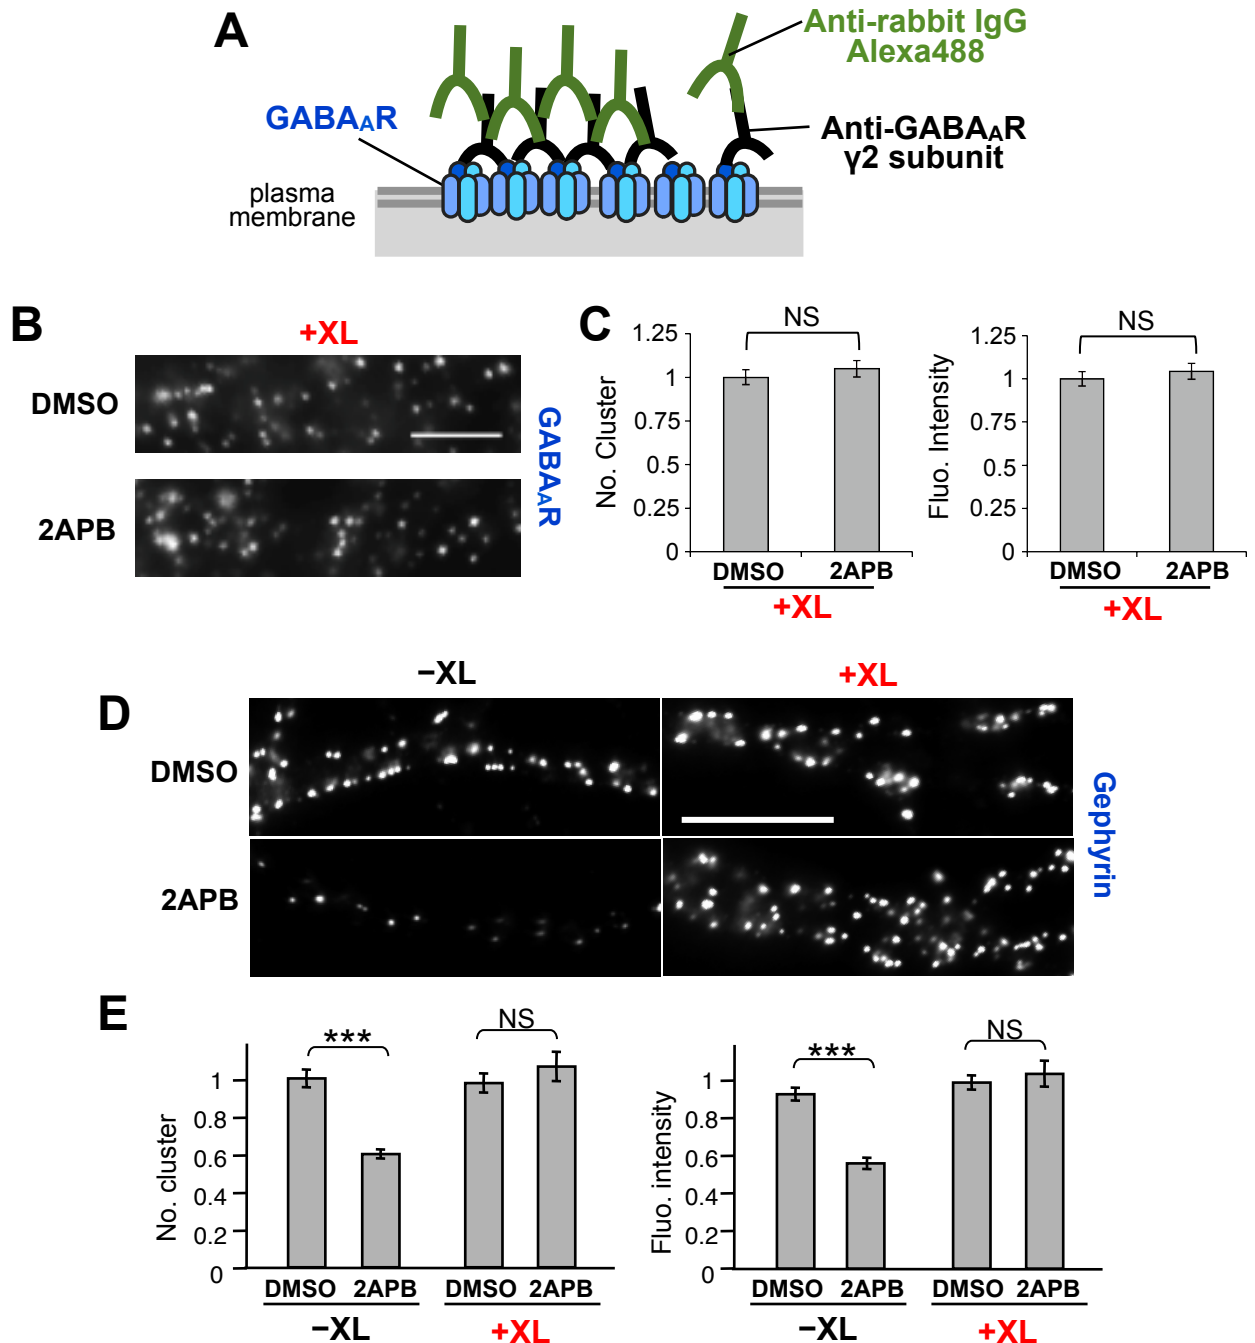 A
Anti-rabbit IgG
Alexa488
GABAAR
Anti-GABAAR
γ2 subunit
plasma
membrane
B
+XL
DMSO
2APB
GABAAR
C
NS
1.25
1
0.75
0.5
0.25
0
No. Cluster
DMSO 2APB
+XL
NS
1.25
1
0.75
0.5
0.25
0
Fluo. Intensity
DMSO 2APB
+XL
D
−XL
+XL
DMSO
2APB
Gephyrin
E
***
NS
1
0.8
0.6
0.4
0.2
0
No. cluster
DMSO 2APB DMSO 2APB
−XL +XL
***
NS
1
0.8
0.6
0.4
0.2
0
Fluo. intensity
DMSO 2APB DMSO 2APB
−XL +XL